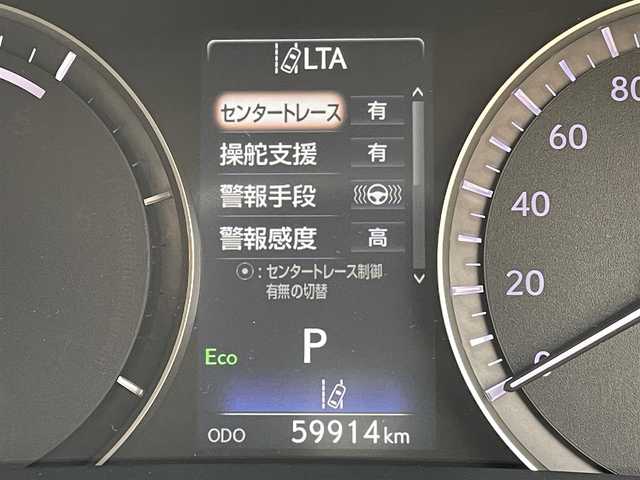 LTA
センタートレース 有
操舵支援 有
警報手段
警報感度 高
⦿：センタートレース制御
有無の切替
80
60
40
20
0
P
Eco
ODO 59914km